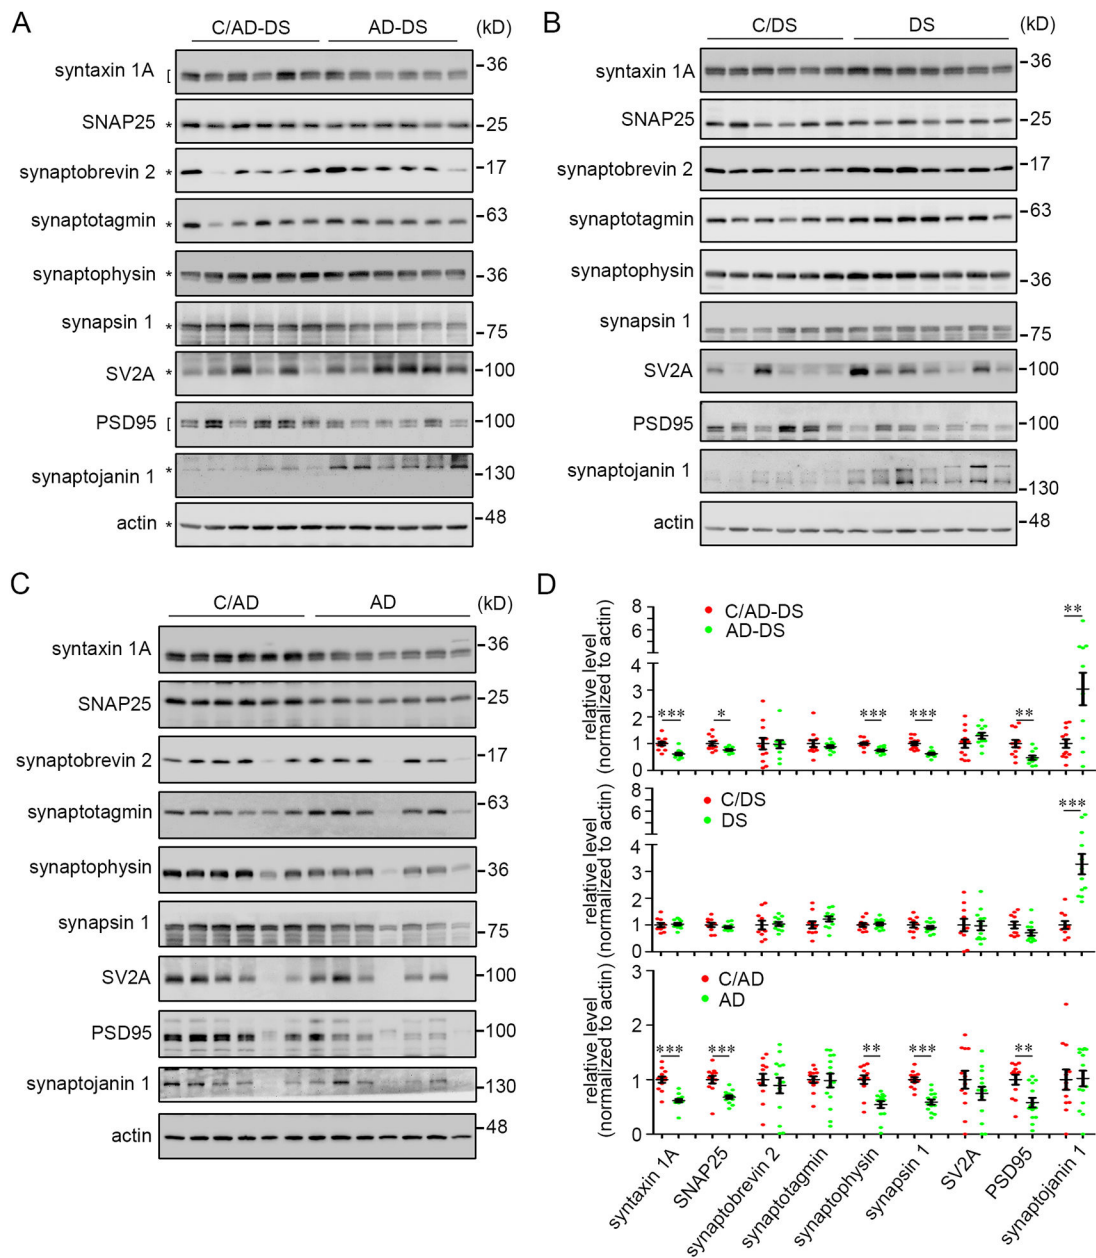 A
C/AD-DS AD-DS (kD)
syntaxin 1A [ 36
SNAP25 * 25
synaptobrevin 2 * 17
synaptotagmin * 63
synaptophysin * 36
synapsin 1 * 75
SV2A * 100
PSD95 [ 100
synaptojanin 1 * 130
actin * 48
B
C/DS DS (kD)
syntaxin 1A 36
SNAP25 25
synaptobrevin 2 17
synaptotagmin 63
synaptophysin 36
synapsin 1 75
SV2A 100
PSD95 100
synaptojanin 1 130
actin 48
C
C/AD AD (kD)
syntaxin 1A 36
SNAP25 25
synaptobrevin 2 17
synaptotagmin 63
synaptophysin 36
synapsin 1 75
SV2A 100
PSD95 100
synaptojanin 1 130
actin 48
D
relative level
(normalized to actin)
8
6
4
4
3
2
1
0
C/AD-DS
AD-DS
*** * *** *** ** **
relative level
(normalized to actin)
8
6
4
4
3
2
1
0
C/DS
DS
***
relative level
(normalized to actin)
3
2
1
0
C/AD
AD
*** *** ** *** **
syntaxin 1A
SNAP25
synaptobrevin 2
synaptotagmin
synaptophysin
synapsin 1
SV2A
PSD95
synaptojanin 1